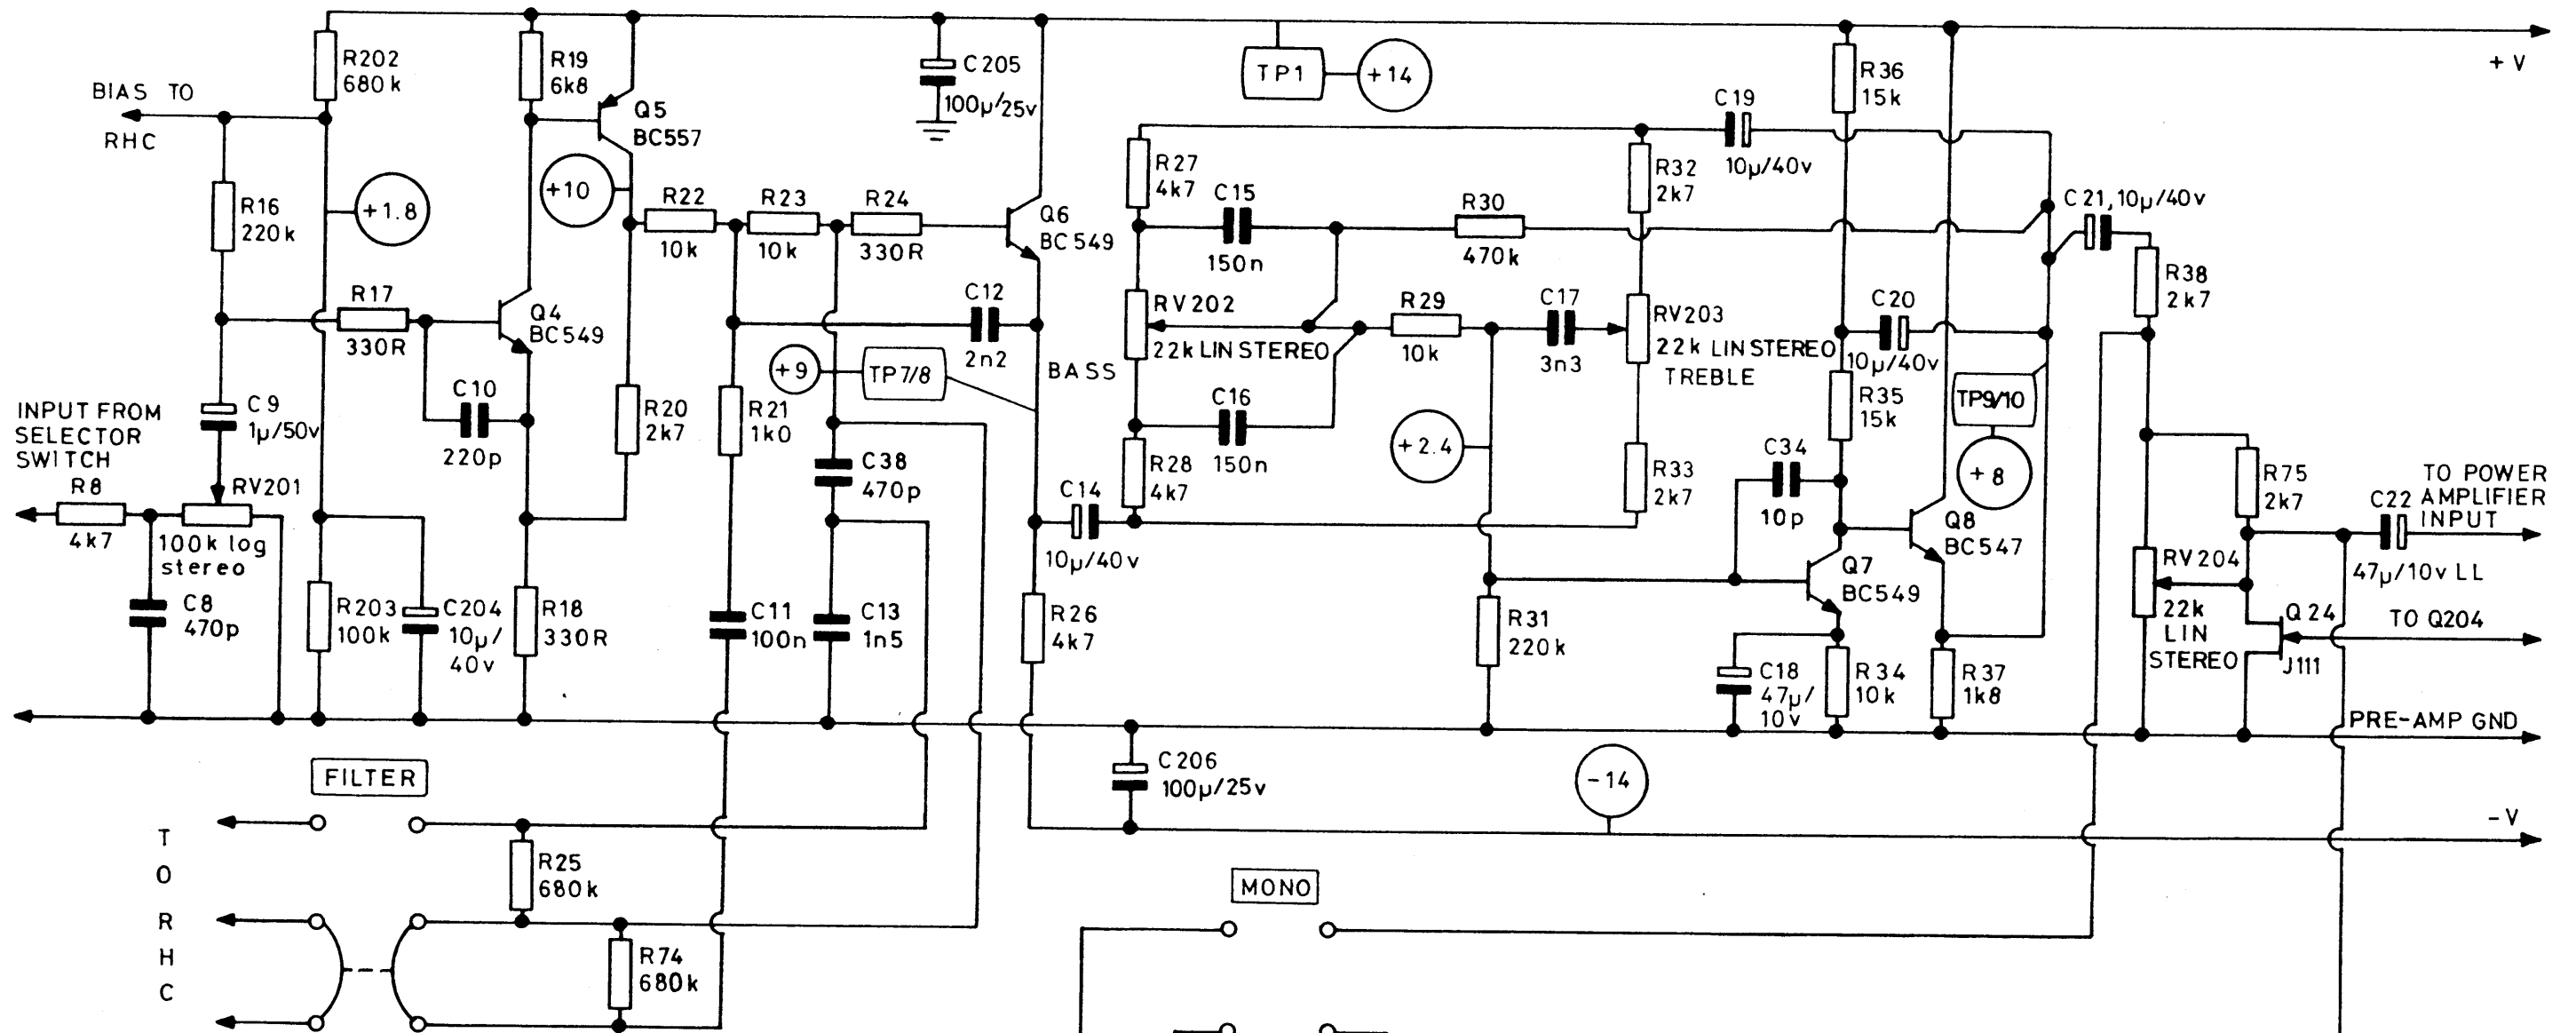 R202
680k
R19
6k8
Q5
BC557
C205
100µ/25v
TP1
+14
R36
15k
+V
BIAS TO
RHC
R16
220k
+1.8
+10
R22
10k
R23
10k
R24
330R
Q6
BC549
R27
4k7
C15
150n
R30
470k
R32
2k7
C19
10µ/40v
C21,10µ/40v
R38
2k7
R17
330R
Q4
BC549
C12
2n2
RV202
22k LIN STEREO
BASS
R29
10k
C17
3n3
RV203
22k LIN STEREO
TREBLE
C20
10µ/40v
+9
TP7/8
TP9/10
+8
INPUT FROM
SELECTOR
SWITCH
C9
1µ/50v
C10
220p
R20
2k7
R21
1k0
C38
470p
C16
150n
R28
4k7
+2.4
R33
2k7
R35
15k
C34
10p
R75
2k7
TO POWER
AMPLIFIER
INPUT
C22
47µ/10v LL
R8
4k7
RV201
100k log
stereo
C8
470p
R203
100k
C204
10µ/
40v
R18
330R
C11
100n
C13
1n5
C14
10µ/40v
R26
4k7
R31
220k
Q7
BC549
Q8
BC547
C18
47µ/
10v
R34
10k
R37
1k8
RV204
22k
LIN
STEREO
Q24
J111
TO Q204
PRE-AMP GND
FILTER
C206
100µ/25v
-14
-V
TO RHC
R25
680k
R74
680k
MONO